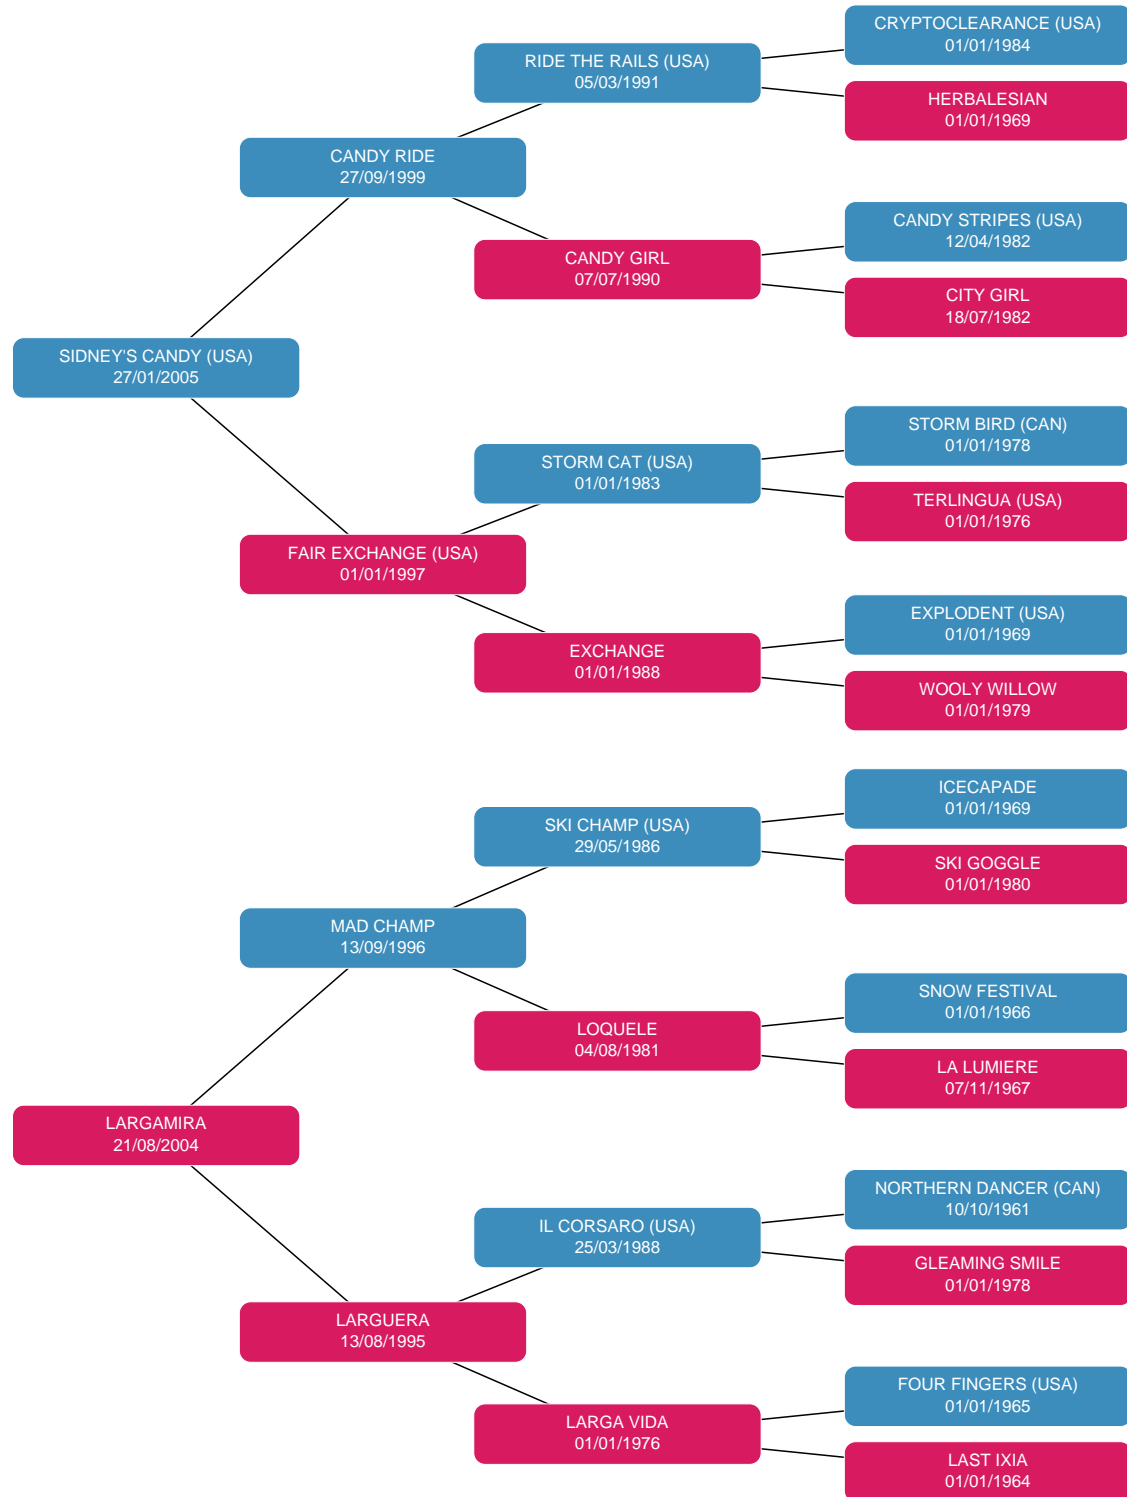 CRYPTOCLEARANCE (USA)
01/01/1984
RIDE THE RAILS (USA)
05/03/1991
HERBALESIAN
01/01/1969
CANDY RIDE
27/09/1999
CANDY STRIPES (USA)
12/04/1982
CANDY GIRL
07/07/1990
CITY GIRL
18/07/1982
SIDNEY'S CANDY (USA)
27/01/2005
STORM BIRD (CAN)
01/01/1978
STORM CAT (USA)
01/01/1983
TERLINGUA (USA)
01/01/1976
FAIR EXCHANGE (USA)
01/01/1997
EXPLODENT (USA)
01/01/1969
EXCHANGE
01/01/1988
WOOLY WILLOW
01/01/1979
ICECAPADE
01/01/1969
SKI CHAMP (USA)
29/05/1986
SKI GOGGLE
01/01/1980
MAD CHAMP
13/09/1996
SNOW FESTIVAL
01/01/1966
LOQUELE
04/08/1981
LA LUMIERE
07/11/1967
LARGAMIRA
21/08/2004
NORTHERN DANCER (CAN)
10/10/1961
IL CORSARO (USA)
25/03/1988
GLEAMING SMILE
01/01/1978
LARGUERA
13/08/1995
FOUR FINGERS (USA)
01/01/1965
LARGA VIDA
01/01/1976
LAST IXIA
01/01/1964